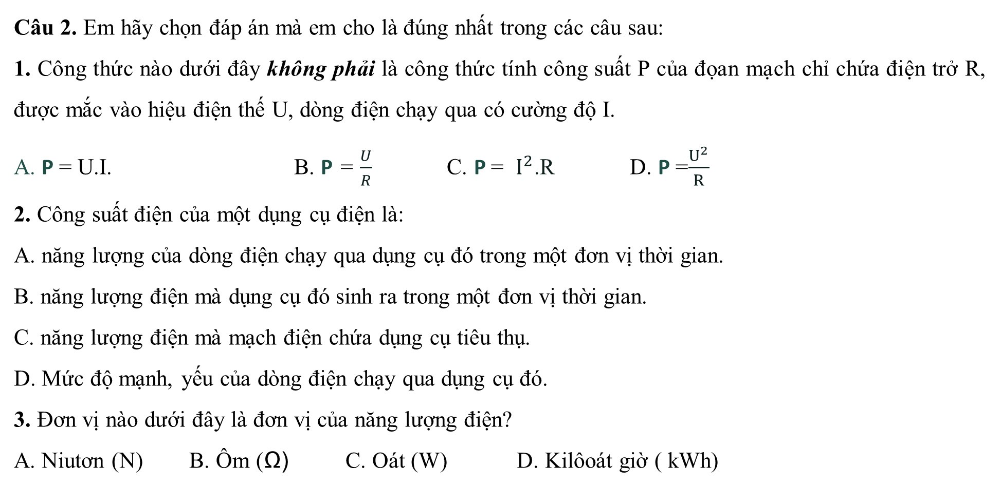 Câu 2. Em hãy chọn đáp án mà em cho là đúng nhất trong các câu sau:
1. Công thức nào dưới đây không phải là công thức tính công suất P của đọan mạch chỉ chứa điện trở R,
được mắc vào hiệu điện thế U, dòng điện chạy qua có cường độ I.
A. P = U.I. B. P = U/R C. P = I².R D. P = U²/R
2. Công suất điện của một dụng cụ điện là:
A. năng lượng của dòng điện chạy qua dụng cụ đó trong một đơn vị thời gian.
B. năng lượng điện mà dụng cụ đó sinh ra trong một đơn vị thời gian.
C. năng lượng điện mà mạch điện chứa dụng cụ tiêu thụ.
D. Mức độ mạnh, yếu của dòng điện chạy qua dụng cụ đó.
3. Đơn vị nào dưới đây là đơn vị của năng lượng điện?
A. Niutơn (N) B. Ôm (Ω) C. Oát (W) D. Kilôoát giờ ( kWh)